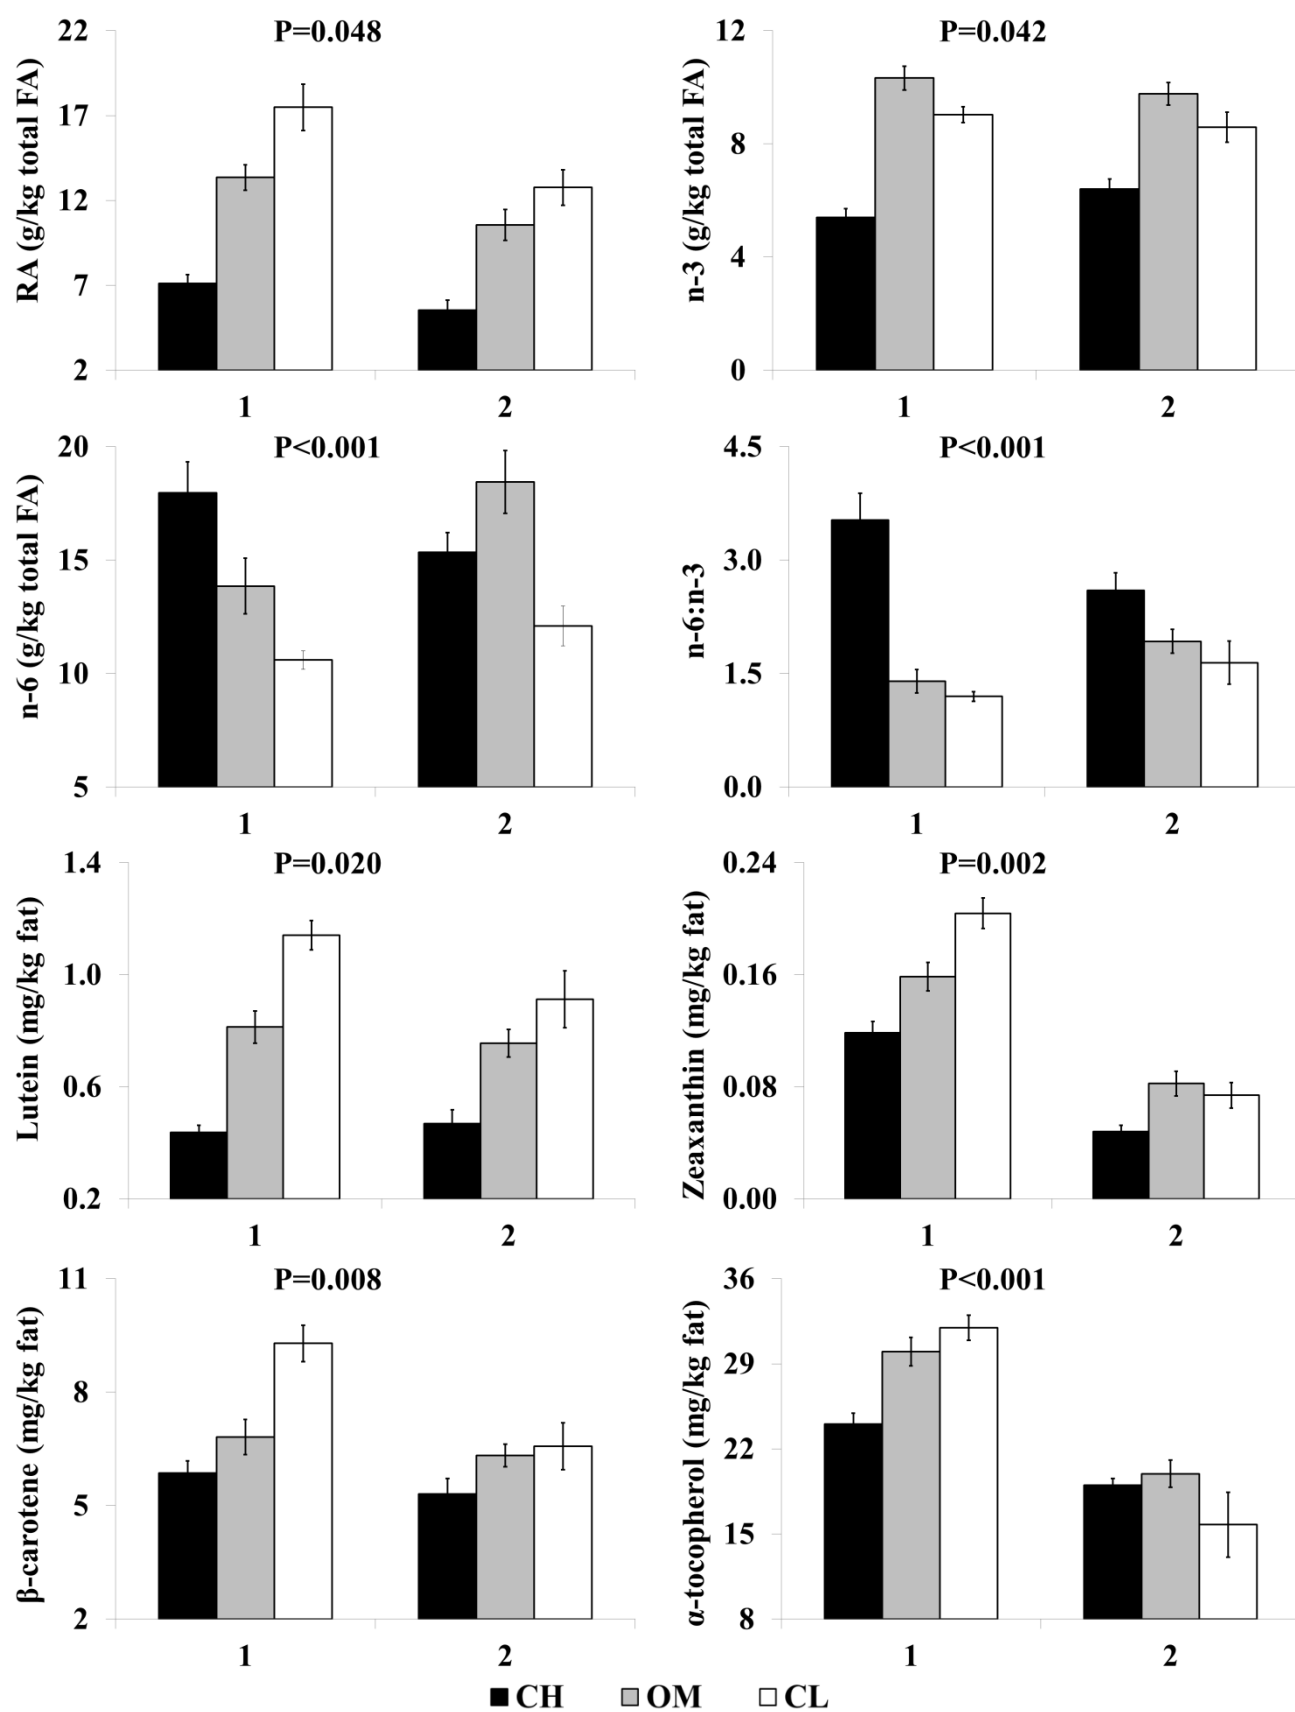 P=0.048
RA (g/kg total FA)
22
17
12
7
2
1 2
P=0.042
n-3 (g/kg total FA)
12
8
4
0
1 2
P<0.001
n-6 (g/kg total FA)
20
15
10
5
1 2
P<0.001
n-6:n-3
4.5
3.0
1.5
0.0
1 2
P=0.020
Lutein (mg/kg fat)
1.4
1.0
0.6
0.2
1 2
P=0.002
Zeaxanthin (mg/kg fat)
0.24
0.16
0.08
0.00
1 2
P=0.008
β-carotene (mg/kg fat)
11
8
5
2
1 2
P<0.001
α-tocopherol (mg/kg fat)
36
29
22
15
8
1 2
CH OM CL